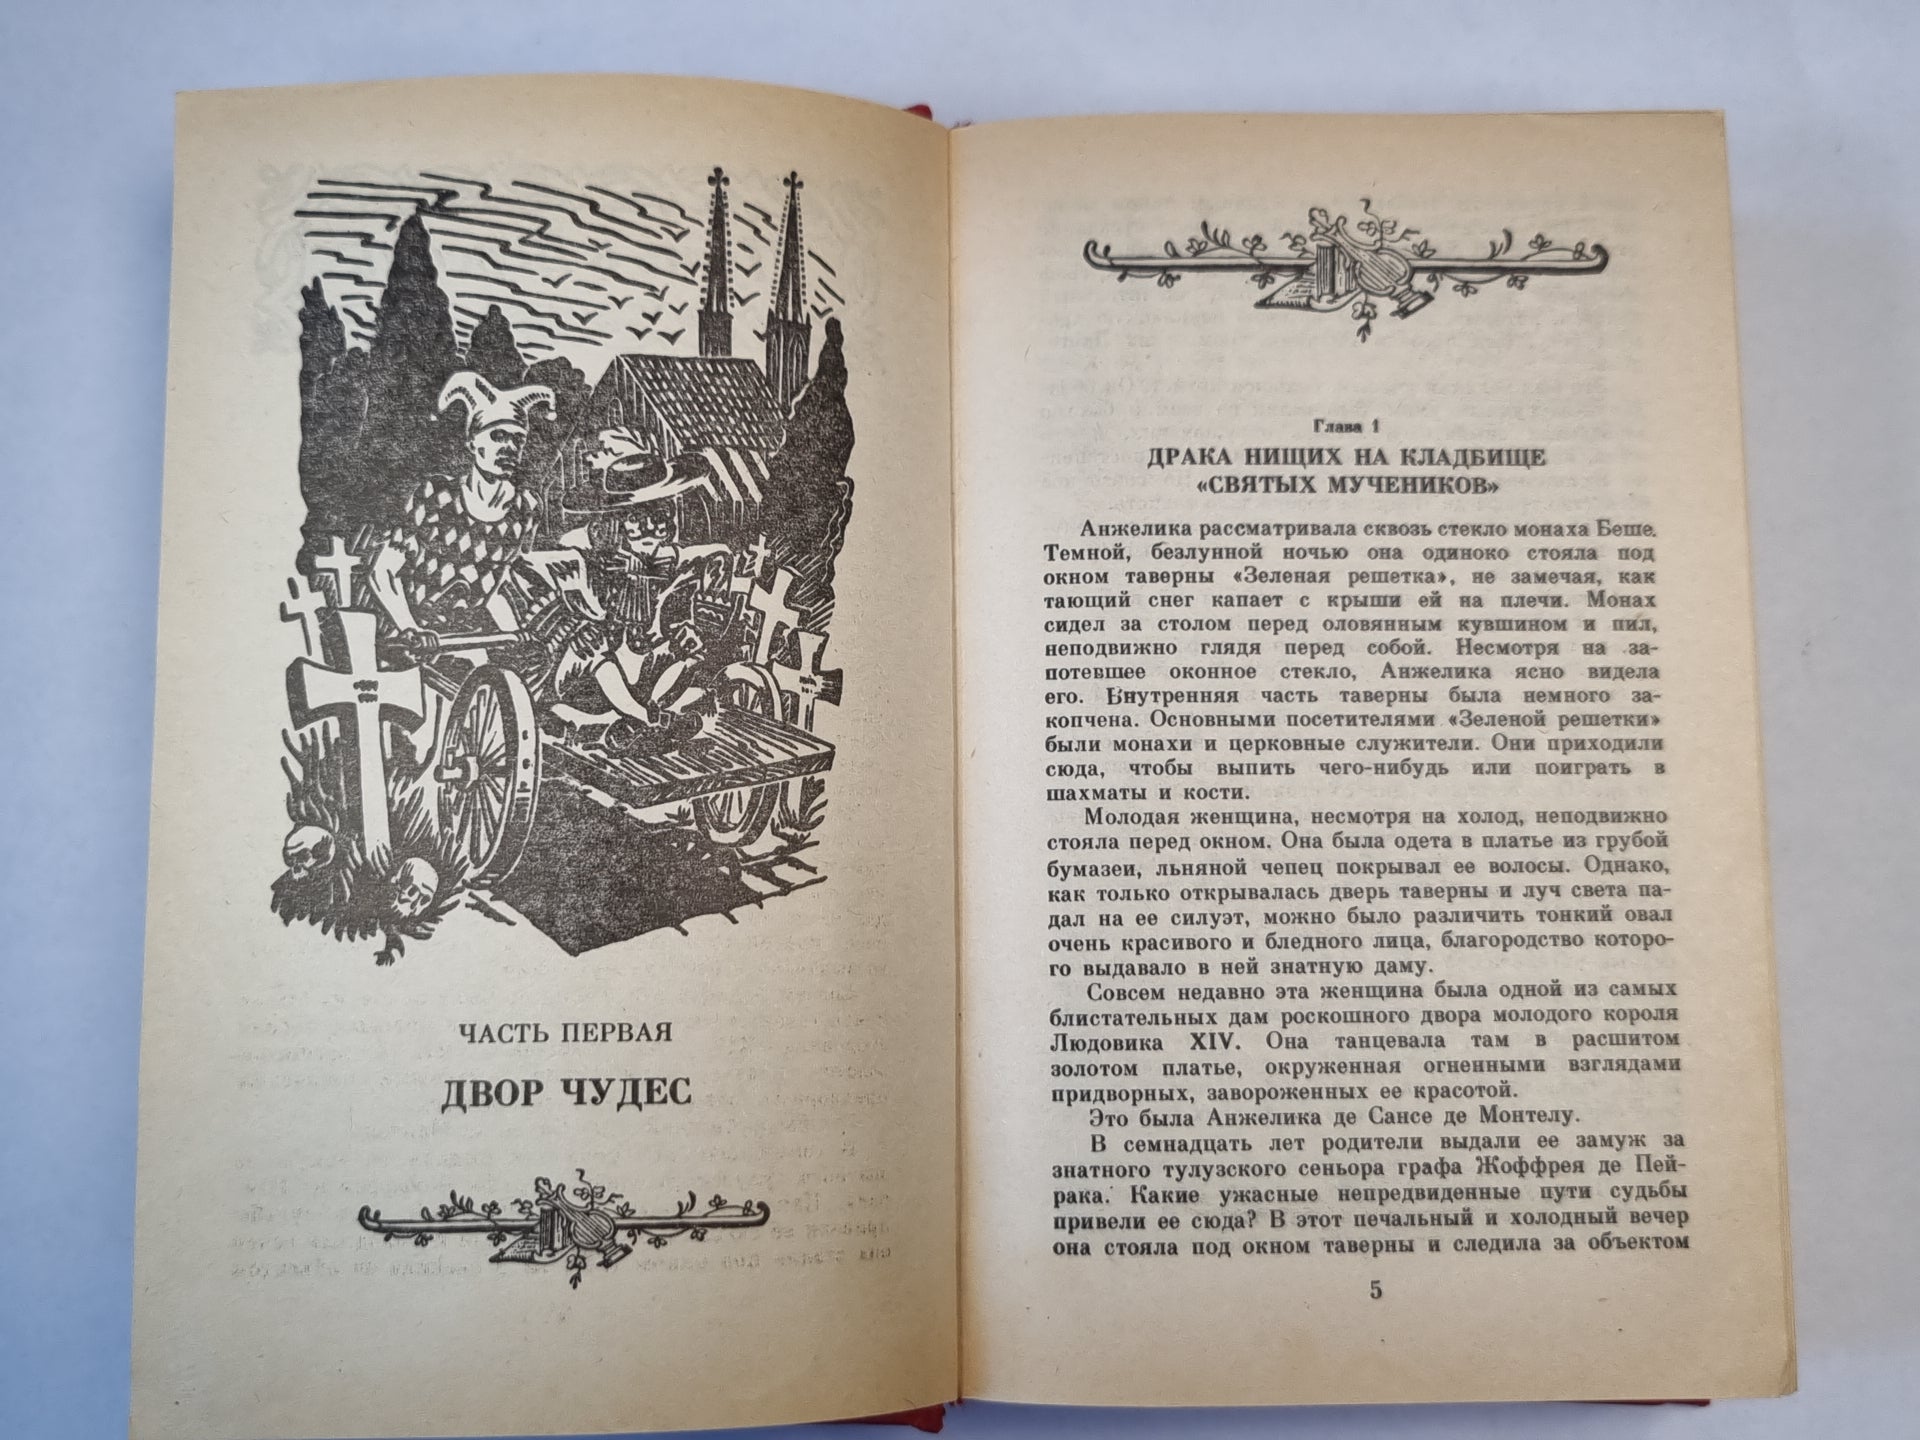 ЧАСТЬ ПЕРВАЯ
ДВОР ЧУДЕС
Глава 1
ДРАКА НИЩИХ НА КЛАДБИЩЕ
«СВЯТЫХ МУЧЕНИКОВ»
Анжелика рассматривала сквозь стекло монаха Беше.
Темной, безлунной ночью она одиноко стояла под
окном таверны «Зеленая решетка», не замечая, как
тающий снег капает с крыши ей на плечи. Монах
сидел за столом перед оловянным кувшином и пил,
неподвижно глядя перед собой. Несмотря на за-
потевшее оконное стекло, Анжелика ясно видела
его. Внутренняя часть таверны была немного за-
копчена. Основными посетителями «Зеленой решетки»
были монахи и церковные служители. Они приходили
сюда, чтобы выпить чего-нибудь или поиграть в
шахматы и кости.
Молодая женщина, несмотря на холод, неподвижно
стояла перед окном. Она была одета в платье из грубой
бумазеи, льняной чепец покрывал ее волосы. Однако,
как только открывалась дверь таверны и луч света па-
дал на ее силуэт, можно было различить тонкий овал
очень красивого и бледного лица, благородство которо-
го выдавало в ней знатную даму.
Совсем недавно эта женщина была одной из самых
блистательных дам роскошного двора молодого короля
Людовика XIV. Она танцевала там в расшитом
золотом платье, окруженная огненными взглядами
придворных, завороженных ее красотой.
Это была Анжелика де Сансе де Монтелу.
В семнадцать лет родители выдали ее замуж за
знатного тулузского сеньора графа Жоффрея де Пей-
рака. Какие ужасные непредвиденные пути судьбы
привели ее сюда? В этот печальный и холодный вечер
она стояла под окном таверны и следила за объектом
5